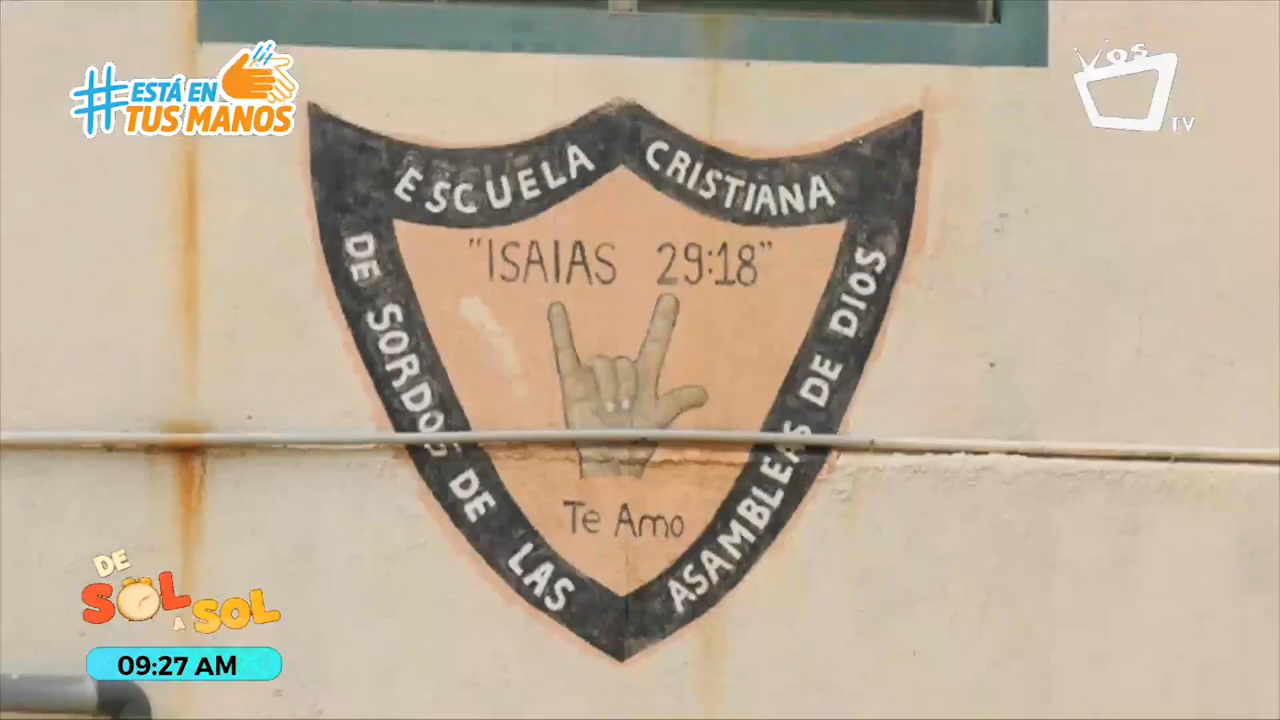 #ESTÁ EN
TUS MANOS
VOS
TV
ESCUELA CRISTIANA
DE SORDOS DE LAS
ASAMBLEAS DE DIOS
"ISAIAS 29:18"
Te Amo
DE
SOL
A SOL
09:27 AM